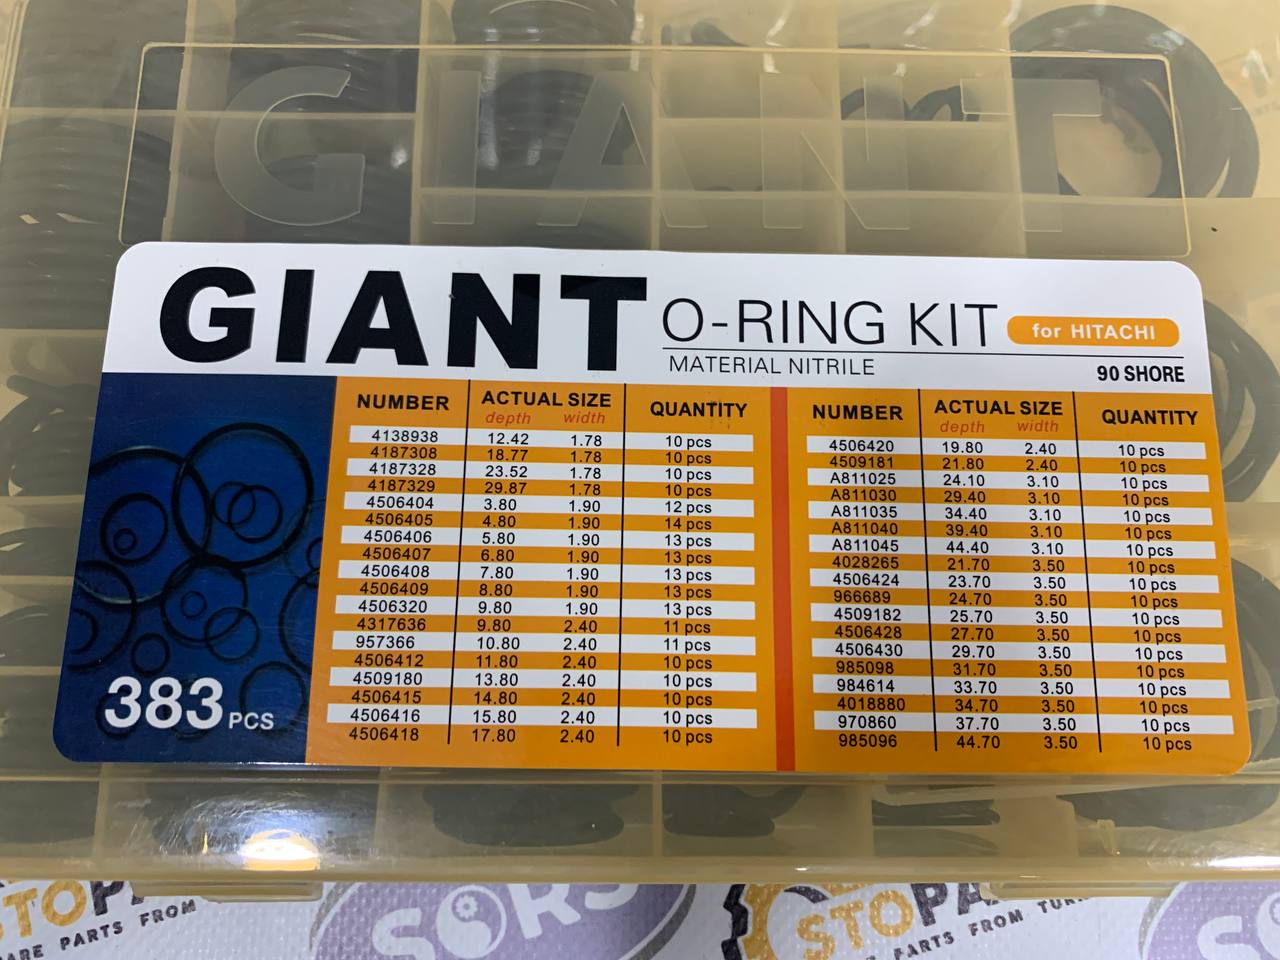 GIANT
GIANT O-RING KIT for HITACHI
MATERIAL NITRILE
90 SHORE
NUMBER ACTUAL SIZE QUANTITY
depth width
4138938 12.42 1.78 10 pcs
4187308 18.77 1.78 10 pcs
4187328 23.52 1.78 10 pcs
4187329 29.87 1.78 10 pcs
4506404 3.80 1.90 12 pcs
4506405 4.80 1.90 14 pcs
4506406 5.80 1.90 13 pcs
4506407 6.80 1.90 13 pcs
4506408 7.80 1.90 13 pcs
4506409 8.80 1.90 13 pcs
4506320 9.80 1.90 13 pcs
4317636 9.80 2.40 11 pcs
957366 10.80 2.40 11 pcs
4506412 11.80 2.40 10 pcs
4509180 13.80 2.40 10 pcs
4506415 14.80 2.40 10 pcs
4506416 15.80 2.40 10 pcs
4506418 17.80 2.40 10 pcs
NUMBER ACTUAL SIZE QUANTITY
depth width
4506420 19.80 2.40 10 pcs
4509181 21.80 2.40 10 pcs
A811025 24.10 3.10 10 pcs
A811030 29.40 3.10 10 pcs
A811035 34.40 3.10 10 pcs
A811040 39.40 3.10 10 pcs
A811045 44.40 3.10 10 pcs
4028265 21.70 3.50 10 pcs
4506424 23.70 3.50 10 pcs
966689 24.70 3.50 10 pcs
4509182 25.70 3.50 10 pcs
4506428 27.70 3.50 10 pcs
4506430 29.70 3.50 10 pcs
985098 31.70 3.50 10 pcs
984614 33.70 3.50 10 pcs
4018880 34.70 3.50 10 pcs
970860 37.70 3.50 10 pcs
985096 44.70 3.50 10 pcs
383 PCS
STOPA
PARTS FROM
SORS